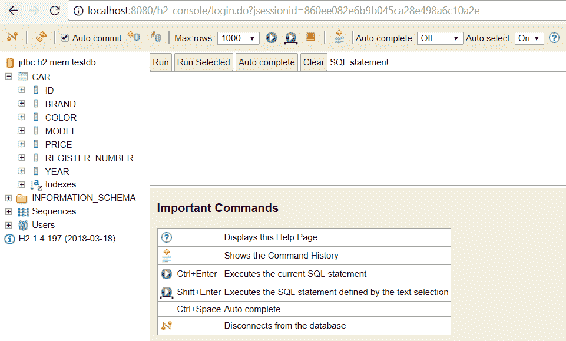 localhost:8080/h2-console/login.do?jsessionid=860ee082e6b9b045ca28e498a6c10a2e
Auto commit Max rows: 1000 Auto complete Off Auto select On
Run Run Selected Auto complete Clear SQL statement:
jdbc:h2:mem:testdb
CAR
ID
BRAND
COLOR
MODEL
PRICE
REGISTER_NUMBER
YEAR
Indexes
INFORMATION_SCHEMA
Sequences
Users
H2 1.4.197 (2018-03-18)
Important Commands
Displays this Help Page
Shows the Command History
Ctrl+Enter Executes the current SQL statement
Shift+Enter Executes the SQL statement defined by the text selection
Ctrl+Space Auto complete
Disconnects from the database